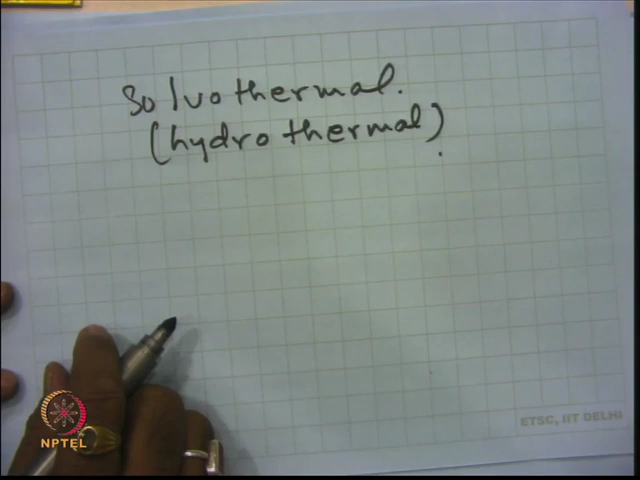 Solvothermal.
(hydrothermal).
ETSC, IIT DELHI
NPTEL